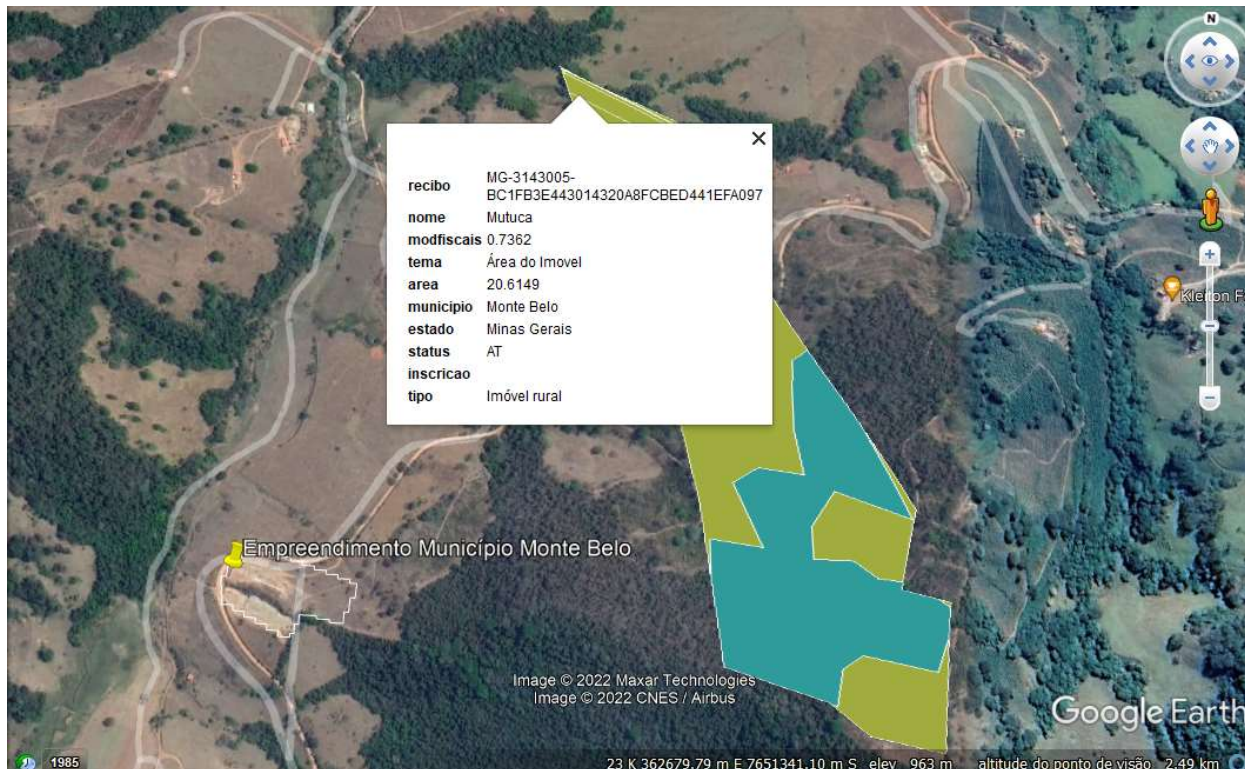 N
recibo MG-3143005-
BC1FB3E443014320A8FCBED441EFA097
nome Mutuca
modfiscais 0.7362
tema Área do Imovel
area 20.6149
municipio Monte Belo
estado Minas Gerais
status AT
inscricao
tipo Imóvel rural
Kleiton F
Empreendimento Município Monte Belo
Image © 2022 Maxar Technologies
Image © 2022 CNES / Airbus
Google Earth
1985
23 K 362679.79 m E 7651341.10 m S elev 963 m altitude do ponto de visão 2.49 km